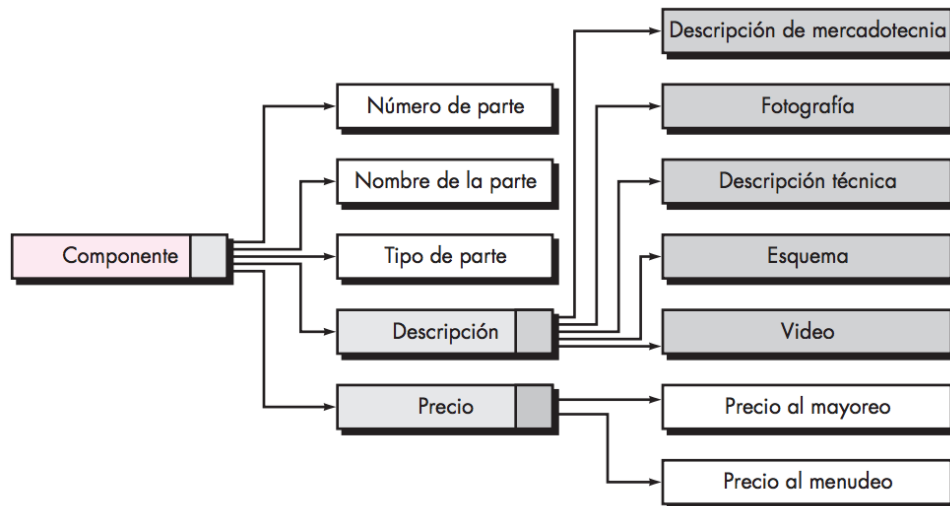 Componente
Número de parte
Nombre de la parte
Tipo de parte
Descripción
Precio
Descripción de mercadotecnia
Fotografía
Descripción técnica
Esquema
Video
Precio al mayoreo
Precio al menudeo